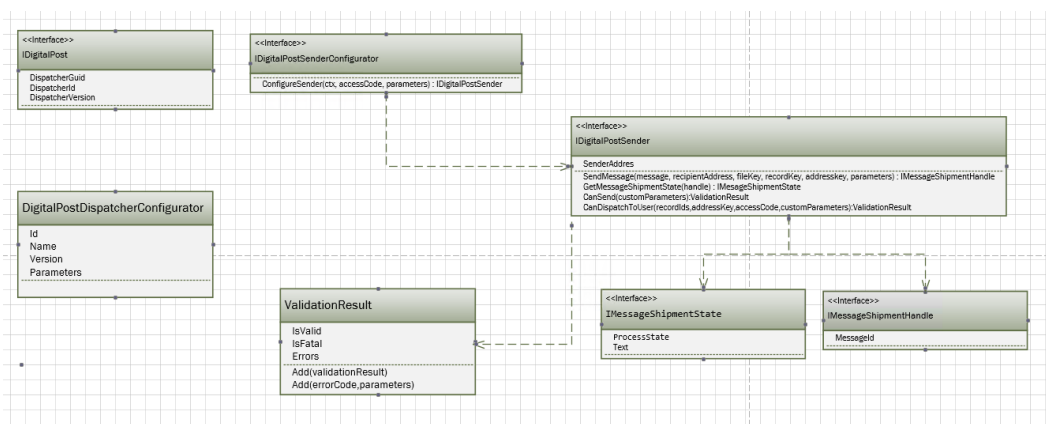 <<Interface>>
IDigitalPost
DispatcherGuid
DispatcherId
DispatcherVersion
<<Interface>>
IDigitalPostSenderConfigurator
ConfigureSender(ctx, accessCode, parameters) : IDigitalPostSender
<<Interface>>
IDigitalPostSender
SenderAddres
SendMessage(message, recipientAddress, fileKey, recordKey, addresskey, parameters) : IMessageShipmentHandle
GetMessageShipmentState(handle) : IMesageShipmentState
CanSend(customParameters):ValidationResult
CanDispatchToUser(recordIds,addressKey,accessCode,customParameters):ValidationResult
DigitalPostDispatcherConfigurator
Id
Name
Version
Parameters
ValidationResult
IsValid
IsFatal
Errors
Add(validationResult)
Add(errorCode,parameters)
<<Interface>>
IMessageShipmentState
ProcessState
Text
<<Interface>>
IMessageShipmentHandle
MessageId